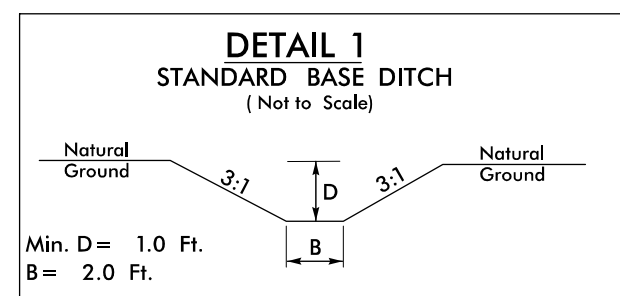 DETAIL 1
STANDARD BASE DITCH
( Not to Scale)
Natural
Ground
3:1
D
3:1
Natural
Ground
B
Min. D = 1.0 Ft.
B = 2.0 Ft.